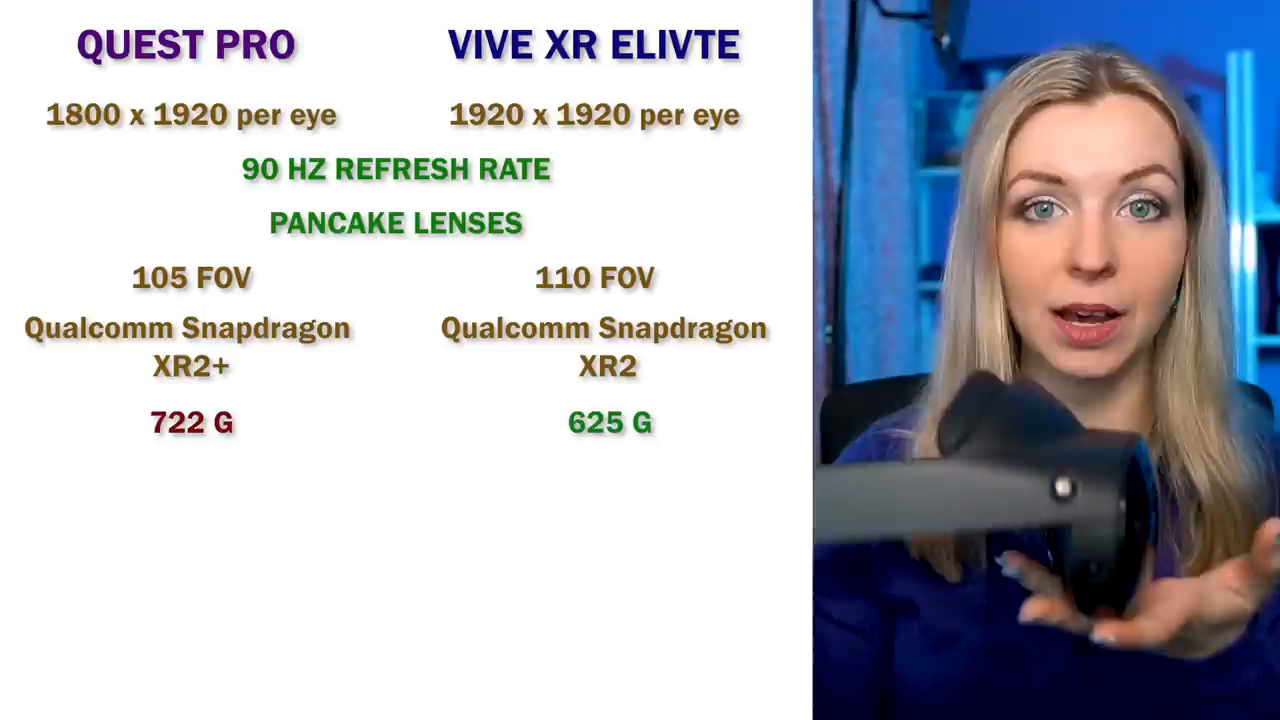 QUEST PRO
VIVE XR ELIVTE
1800 x 1920 per eye
1920 x 1920 per eye
90 HZ REFRESH RATE
PANCAKE LENSES
105 FOV
110 FOV
Qualcomm Snapdragon
XR2+
Qualcomm Snapdragon
XR2
722 G
625 G